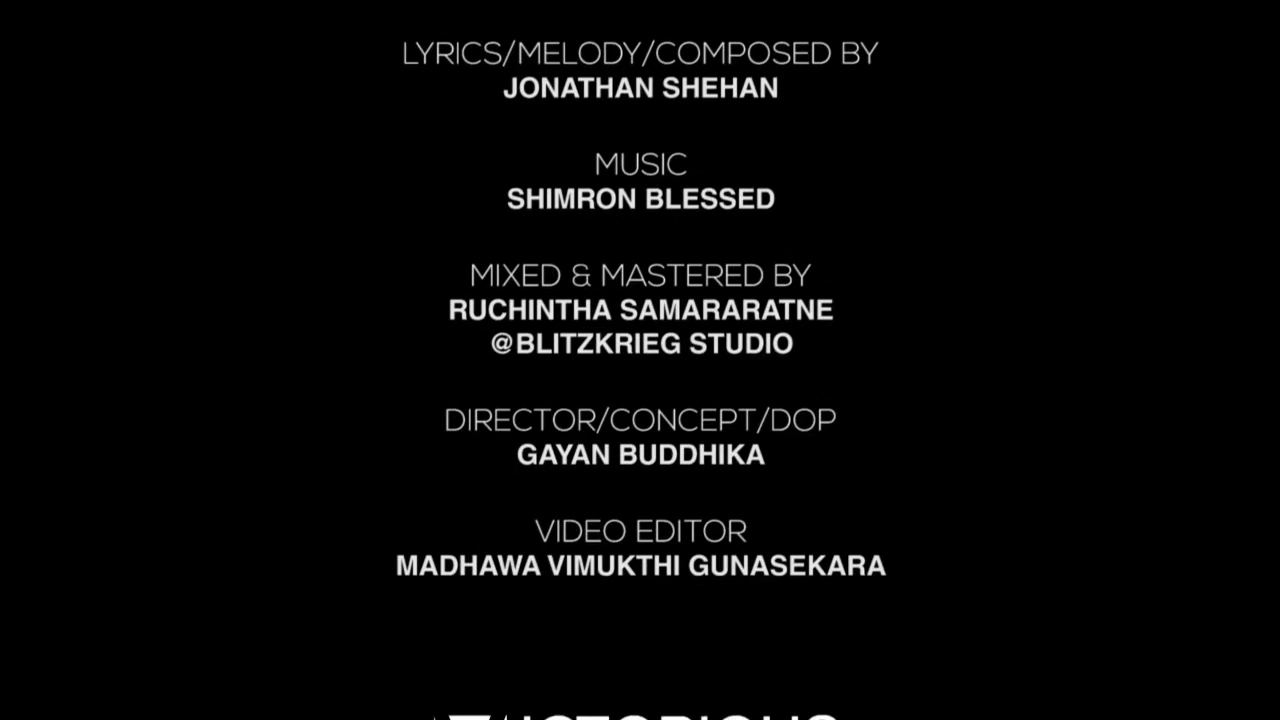 LYRICS/MELODY/COMPOSED BY
JONATHAN SHEHAN
MUSIC
SHIMRON BLESSED
MIXED & MASTERED BY
RUCHINTHA SAMARARATNE
@BLITZKRIEG STUDIO
DIRECTOR/CONCEPT/DOP
GAYAN BUDDHIKA
VIDEO EDITOR
MADHAWA VIMUKTHI GUNASEKARA